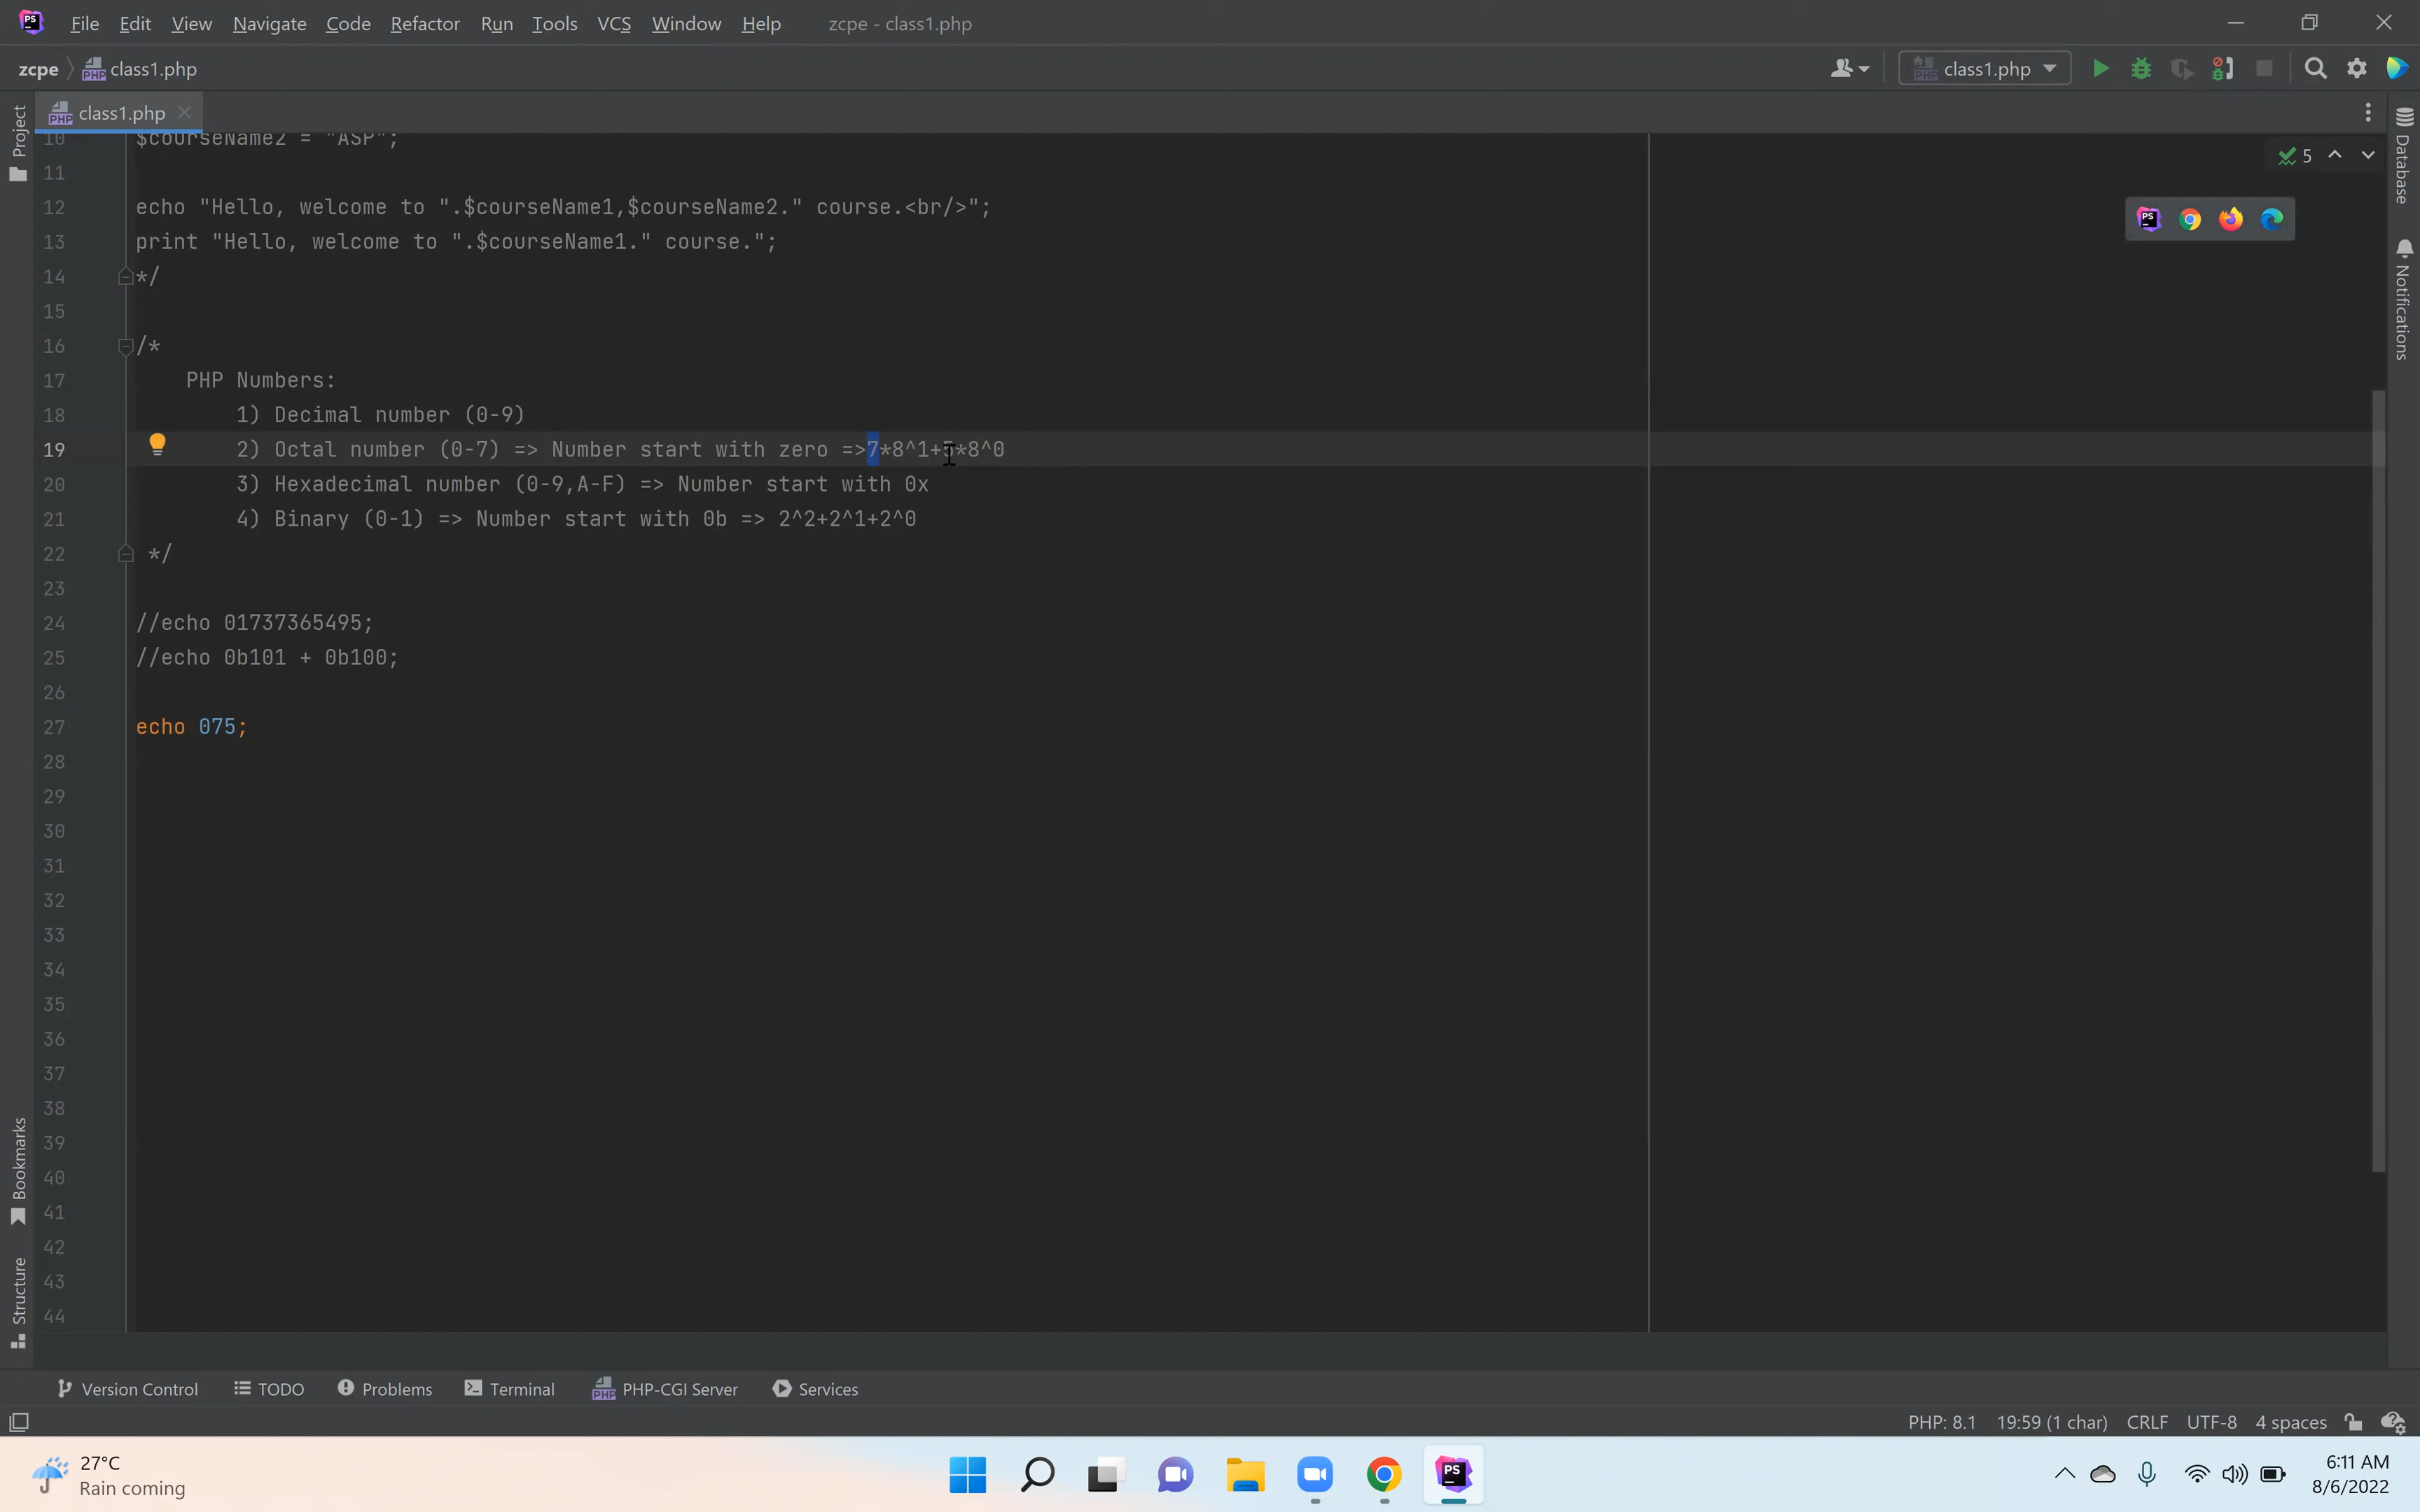 File Edit View Navigate Code Refactor Run Tools VCS Window Help zcpe - class1.php
zcpe class1.php class1.php
class1.php
Project
Database
Notifications
5
10 $courseName2 = "ASP";
11
12 echo "Hello, welcome to ".$courseName1,$courseName2." course.<br/>";
13 print "Hello, welcome to ".$courseName1." course.";
14 */
15
16 /*
17 PHP Numbers:
18 1) Decimal number (0-9)
19 2) Octal number (0-7) => Number start with zero =>7*8^1+5*8^0
20 3) Hexadecimal number (0-9,A-F) => Number start with 0x
21 4) Binary (0-1) => Number start with 0b => 2^2+2^1+2^0
22 */
23
24 //echo 01737365495;
25 //echo 0b101 + 0b100;
26
27 echo 075;
28
29
30
31
32
33
34
35
36
37
38
39
40
41
42
43
44
Bookmarks
Structure
Version Control TODO Problems Terminal PHP-CGI Server Services
PHP: 8.1 19:59 (1 char) CRLF UTF-8 4 spaces
27°C
Rain coming
6:11 AM
8/6/2022